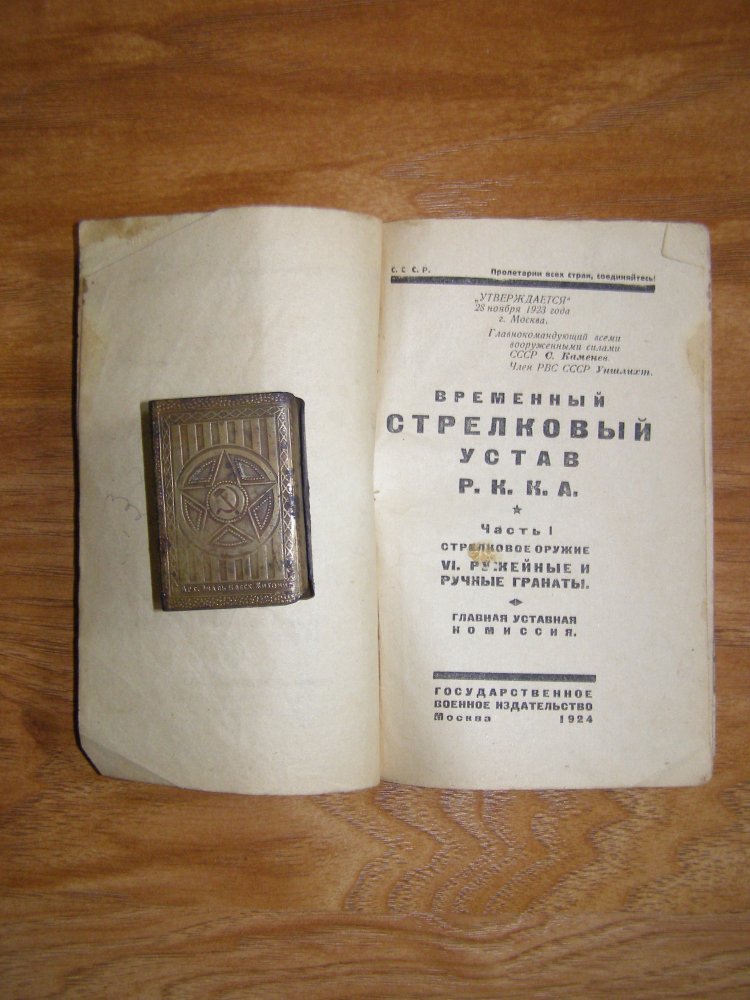 С. С. С. Р. Пролетарии всех стран, соединяйтесь!
„УТВЕРЖДАЕТСЯ“
28 ноября 1923 года
г. Москва.
Главнокомандующий всеми
вооруженными силами
СССР С. Каменев.
Член РВС СССР Уншлихт.
ВРЕМЕННЫЙ
СТРЕЛКОВЫЙ
УСТАВ
Р. К. К. А.
Часть I
СТРЕЛКОВОЕ ОРУЖИЕ
VI. РУЖЕЙНЫЕ И
РУЧНЫЕ ГРАНАТЫ.
ГЛАВНАЯ УСТАВНАЯ
КОМИССИЯ.
ГОСУДАРСТВЕННОЕ
ВОЕННОЕ ИЗДАТЕЛЬСТВО
Москва 1924